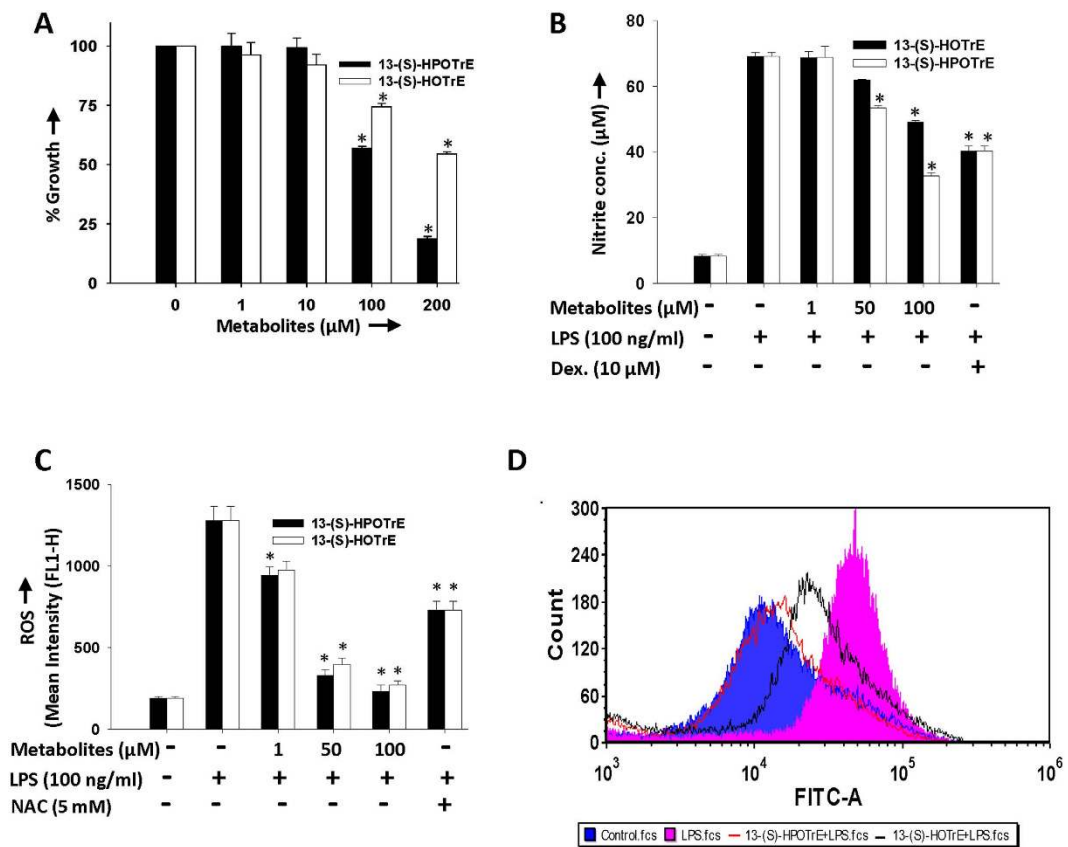 A
% Growth →
100
75
50
25
0
13-(S)-HPOTrE
13-(S)-HOTrE
* * * *
0 1 10 100 200
Metabolites (µM) →
B
Nitrite conc. (µM) →
80
60
40
20
0
13-(S)-HOTrE
13-(S)-HPOTrE
* * * * *
Metabolites (µM) - - 1 50 100 -
LPS (100 ng/ml) - + + + + +
Dex. (10 µM) - - - - - +
C
ROS →
(Mean Intensity (FL1-H)
1500
1000
500
0
13-(S)-HPOTrE
13-(S)-HOTrE
* * * * * * *
Metabolites (µM) - - 1 50 100 -
LPS (100 ng/ml) - + + + + +
NAC (5 mM) - - - - - +
D
Count
300
240
180
120
60
0
10³ 10⁴ 10⁵ 10⁶
FITC-A
Control.fcs LPS.fcs 13-(S)-HPOTrE+LPS.fcs 13-(S)-HOTrE+LPS.fcs